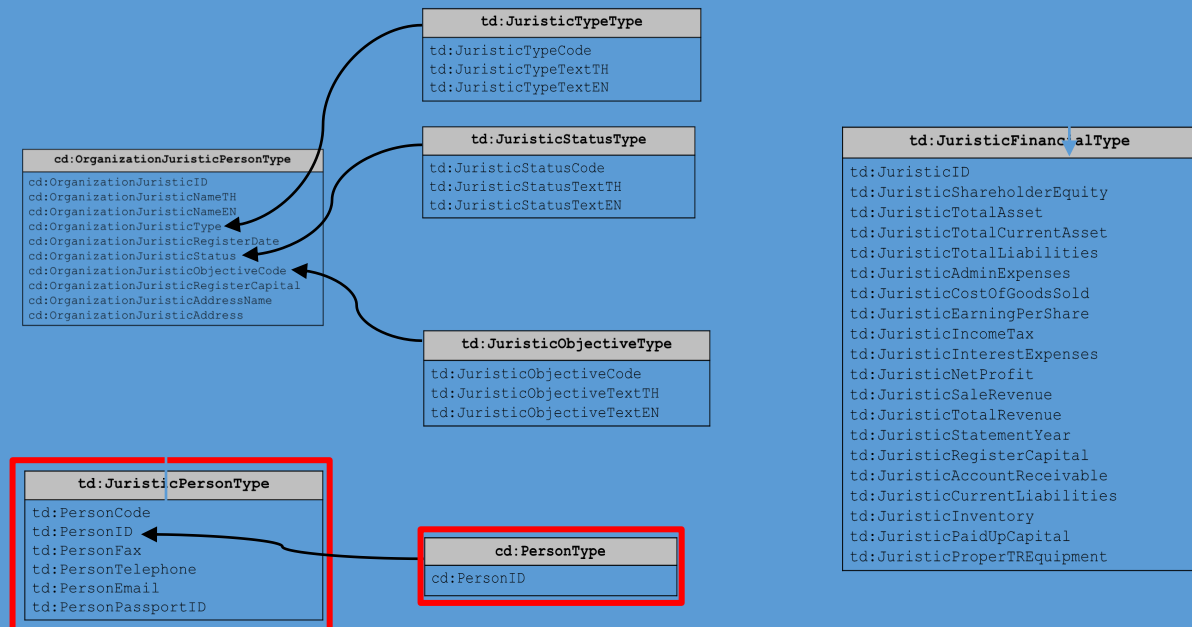 td:JuristicTypeType
td:JuristicTypeCode
td:JuristicTypeTextTH
td:JuristicTypeTextEN
td:JuristicStatusType
td:JuristicStatusCode
td:JuristicStatusTextTH
td:JuristicStatusTextEN
cd:OrganizationJuristicPersonType
cd:OrganizationJuristicID
cd:OrganizationJuristicNameTH
cd:OrganizationJuristicNameEN
cd:OrganizationJuristicType
cd:OrganizationJuristicRegisterDate
cd:OrganizationJuristicStatus
cd:OrganizationJuristicObjectiveCode
cd:OrganizationJuristicRegisterCapital
cd:OrganizationJuristicAddressName
cd:OrganizationJuristicAddress
td:JuristicObjectiveType
td:JuristicObjectiveCode
td:JuristicObjectiveTextTH
td:JuristicObjectiveTextEN
td:JuristicFinancialType
td:JuristicID
td:JuristicShareholderEquity
td:JuristicTotalAsset
td:JuristicTotalCurrentAsset
td:JuristicTotalLiabilities
td:JuristicAdminExpenses
td:JuristicCostOfGoodsSold
td:JuristicEarningPerShare
td:JuristicIncomeTax
td:JuristicInterestExpenses
td:JuristicNetProfit
td:JuristicSaleRevenue
td:JuristicTotalRevenue
td:JuristicStatementYear
td:JuristicRegisterCapital
td:JuristicAccountReceivable
td:JuristicCurrentLiabilities
td:JuristicInventory
td:JuristicPaidUpCapital
td:JuristicProperTREquipment
td:JuristicPersonType
td:PersonCode
td:PersonID
td:PersonFax
td:PersonTelephone
td:PersonEmail
td:PersonPassportID
cd:PersonType
cd:PersonID